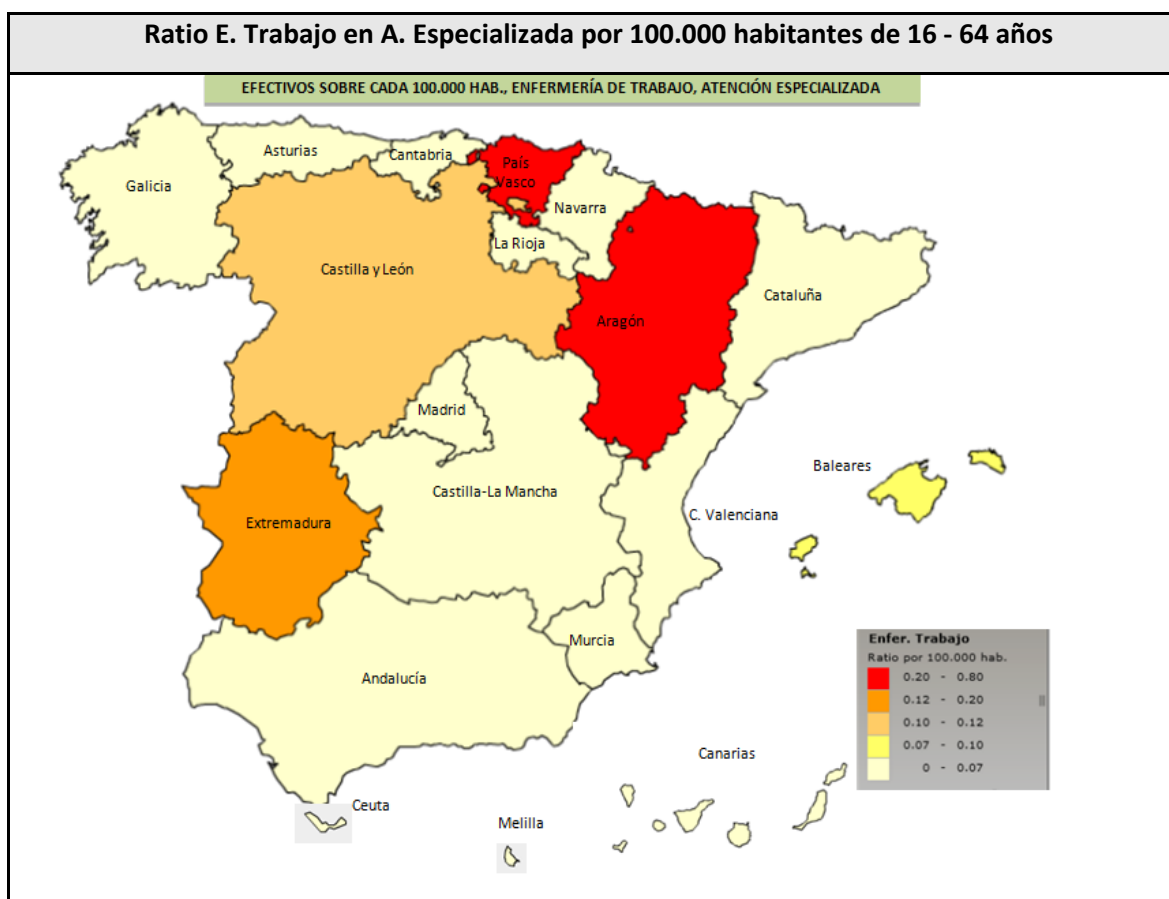 Ratio E. Trabajo en A. Especializada por 100.000 habitantes de 16 - 64 años
EFECTIVOS SOBRE CADA 100.000 HAB., ENFERMERÍA DE TRABAJO, ATENCIÓN ESPECIALIZADA
Asturias
Cantabria
País
Vasco
Galicia
Navarra
La Rioja
Castilla y León
Cataluña
Aragón
Madrid
Baleares
Castilla-La Mancha
C. Valenciana
Extremadura
Murcia
Andalucía
Enfer. Trabajo
Ratio por 100.000 hab.
0.20 - 0.80
0.12 - 0.20
0.10 - 0.12
0.07 - 0.10
0 - 0.07
Canarias
Ceuta
Melilla